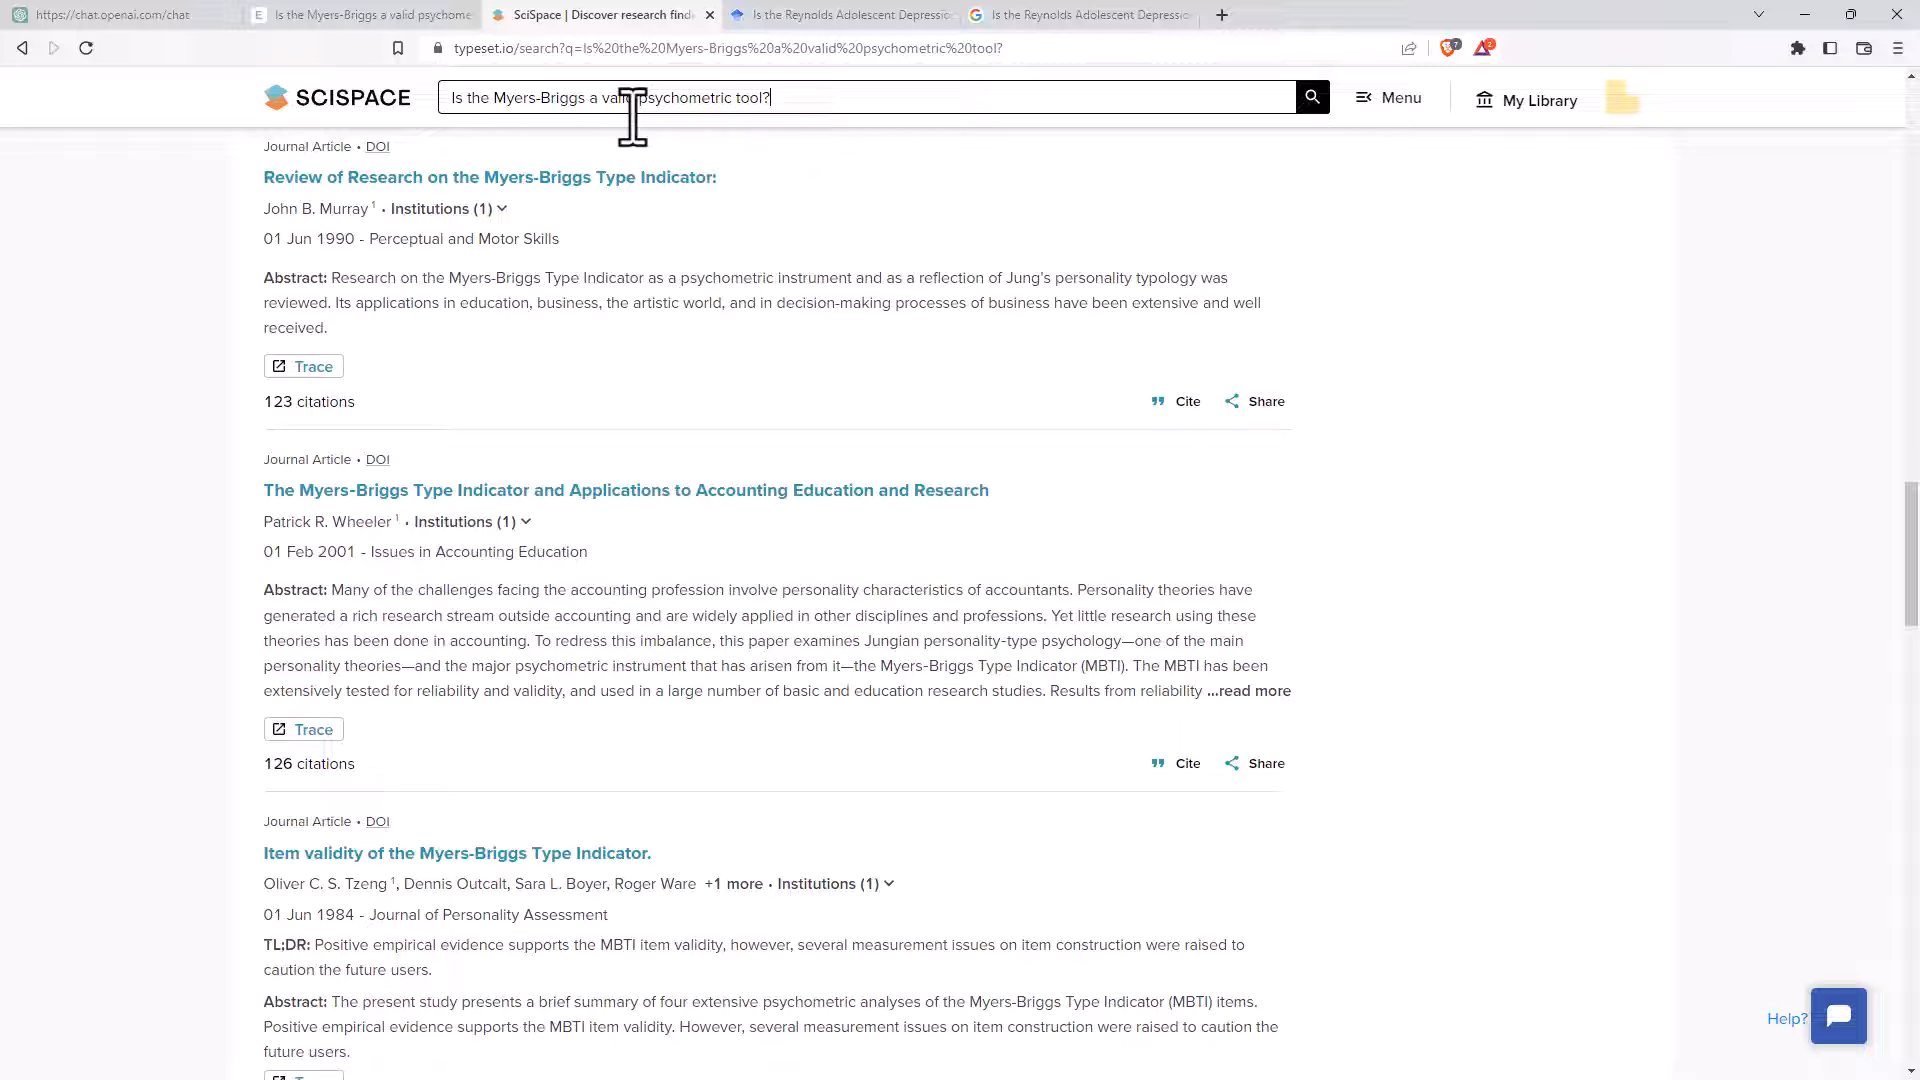 https://chat.openai.com/chat
Is the Myers-Briggs a valid psychome
SciSpace | Discover research find
Is the Reynolds Adolescent Depressio
Is the Reynolds Adolescent Depressio
typeset.io/search?q=Is%20the%20Myers-Briggs%20a%20valid%20psychometric%20tool?
SCISPACE
Is the Myers-Briggs a valid psychometric tool?
Menu
My Library
Journal Article • DOI
Review of Research on the Myers-Briggs Type Indicator:
John B. Murray 1 • Institutions (1)
01 Jun 1990 - Perceptual and Motor Skills
Abstract: Research on the Myers-Briggs Type Indicator as a psychometric instrument and as a reflection of Jung's personality typology was
reviewed. Its applications in education, business, the artistic world, and in decision-making processes of business have been extensive and well
received.
Trace
123 citations
Cite
Share
Journal Article • DOI
The Myers-Briggs Type Indicator and Applications to Accounting Education and Research
Patrick R. Wheeler 1 • Institutions (1)
01 Feb 2001 - Issues in Accounting Education
Abstract: Many of the challenges facing the accounting profession involve personality characteristics of accountants. Personality theories have
generated a rich research stream outside accounting and are widely applied in other disciplines and professions. Yet little research using these
theories has been done in accounting. To redress this imbalance, this paper examines Jungian personality-type psychology—one of the main
personality theories—and the major psychometric instrument that has arisen from it—the Myers-Briggs Type Indicator (MBTI). The MBTI has been
extensively tested for reliability and validity, and used in a large number of basic and education research studies. Results from reliability ...read more
Trace
126 citations
Cite
Share
Journal Article • DOI
Item validity of the Myers-Briggs Type Indicator.
Oliver C. S. Tzeng 1, Dennis Outcalt, Sara L. Boyer, Roger Ware +1 more • Institutions (1)
01 Jun 1984 - Journal of Personality Assessment
TL;DR: Positive empirical evidence supports the MBTI item validity, however, several measurement issues on item construction were raised to
caution the future users.
Abstract: The present study presents a brief summary of four extensive psychometric analyses of the Myers-Briggs Type Indicator (MBTI) items.
Positive empirical evidence supports the MBTI item validity. However, several measurement issues on item construction were raised to caution the
future users.
Help?